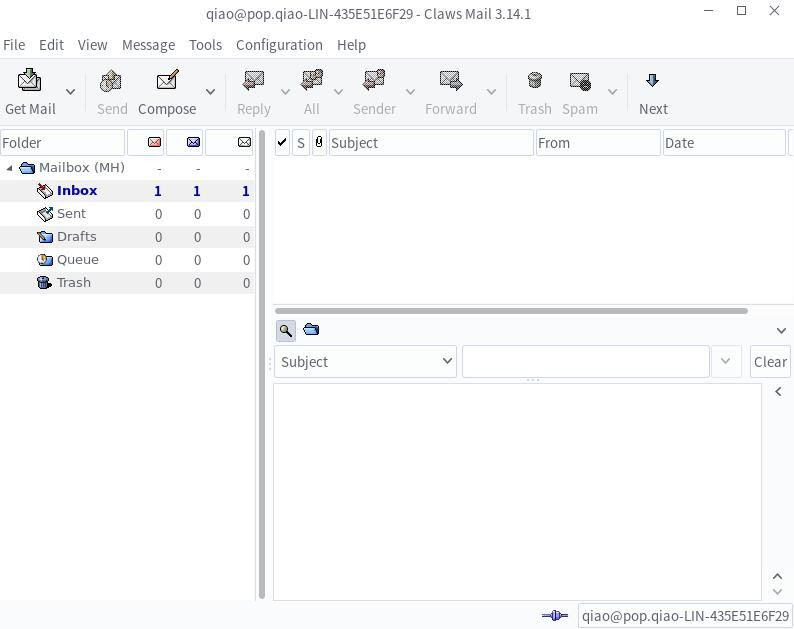 qiao@pop.qiao-LIN-435E51E6F29 - Claws Mail 3.14.1
File Edit View Message Tools Configuration Help
Get Mail Send Compose Reply All Sender Forward Trash Spam Next
Folder S Subject From Date
Mailbox (MH) - - -
Inbox 1 1 1
Sent 0 0 0
Drafts 0 0 0
Queue 0 0 0
Trash 0 0 0
Subject Clear
qiao@pop.qiao-LIN-435E51E6F29